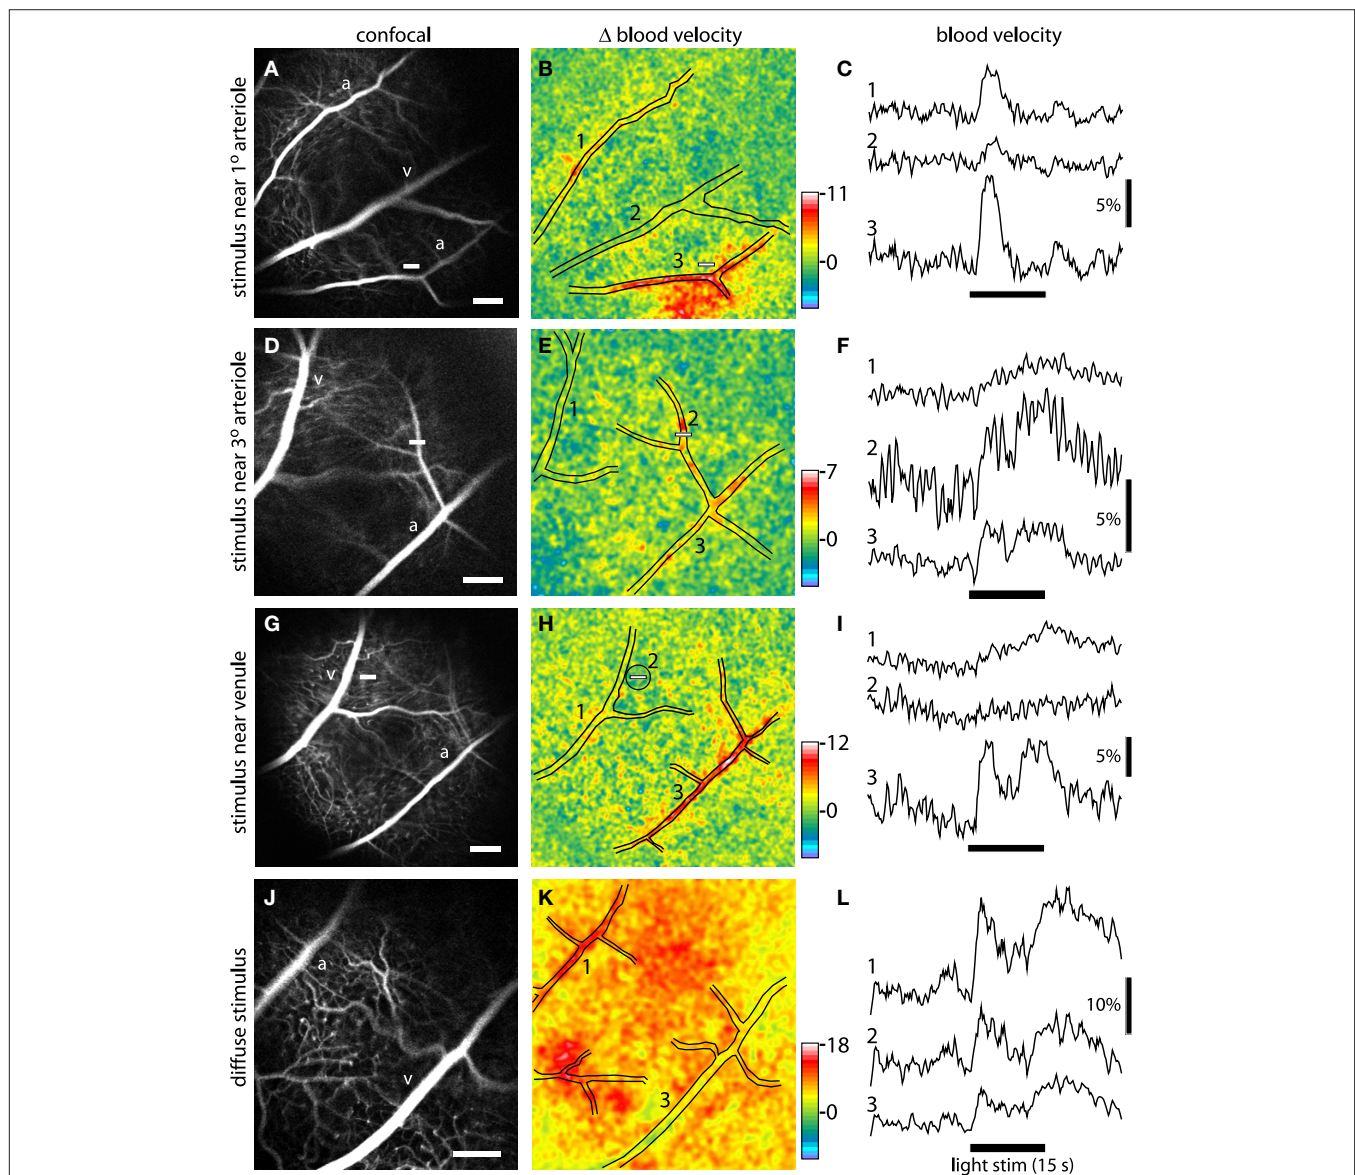 confocal
Δ blood velocity
blood velocity
stimulus near 1° arteriole
A
a
v
a
B
1
2
3
11
0
C
1
2
3
5%
stimulus near 3° arteriole
D
v
a
E
1
2
3
7
0
F
1
2
3
5%
stimulus near venule
G
v
a
H
1
2
3
12
0
I
1
2
3
5%
diffuse stimulus
J
a
v
K
1
3
18
0
L
1
2
3
10%
light stim (15 s)